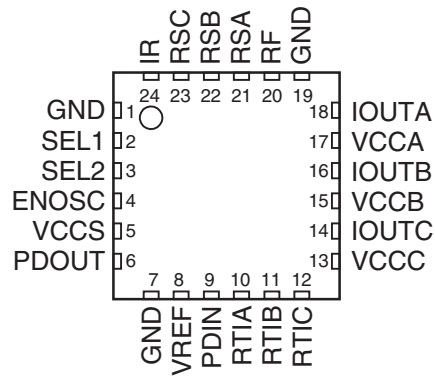 IR RSC RSB RSA RF GND
24 23 22 21 20 19
GND 1 18 IOUTA
SEL1 2 17 VCCA
SEL2 3 16 IOUTB
ENOSC 4 15 VCCB
VCCS 5 14 IOUTC
PDOUT 6 13 VCCC
7 8 9 10 11 12
GND VREF PDIN RTIA RTIB RTIC